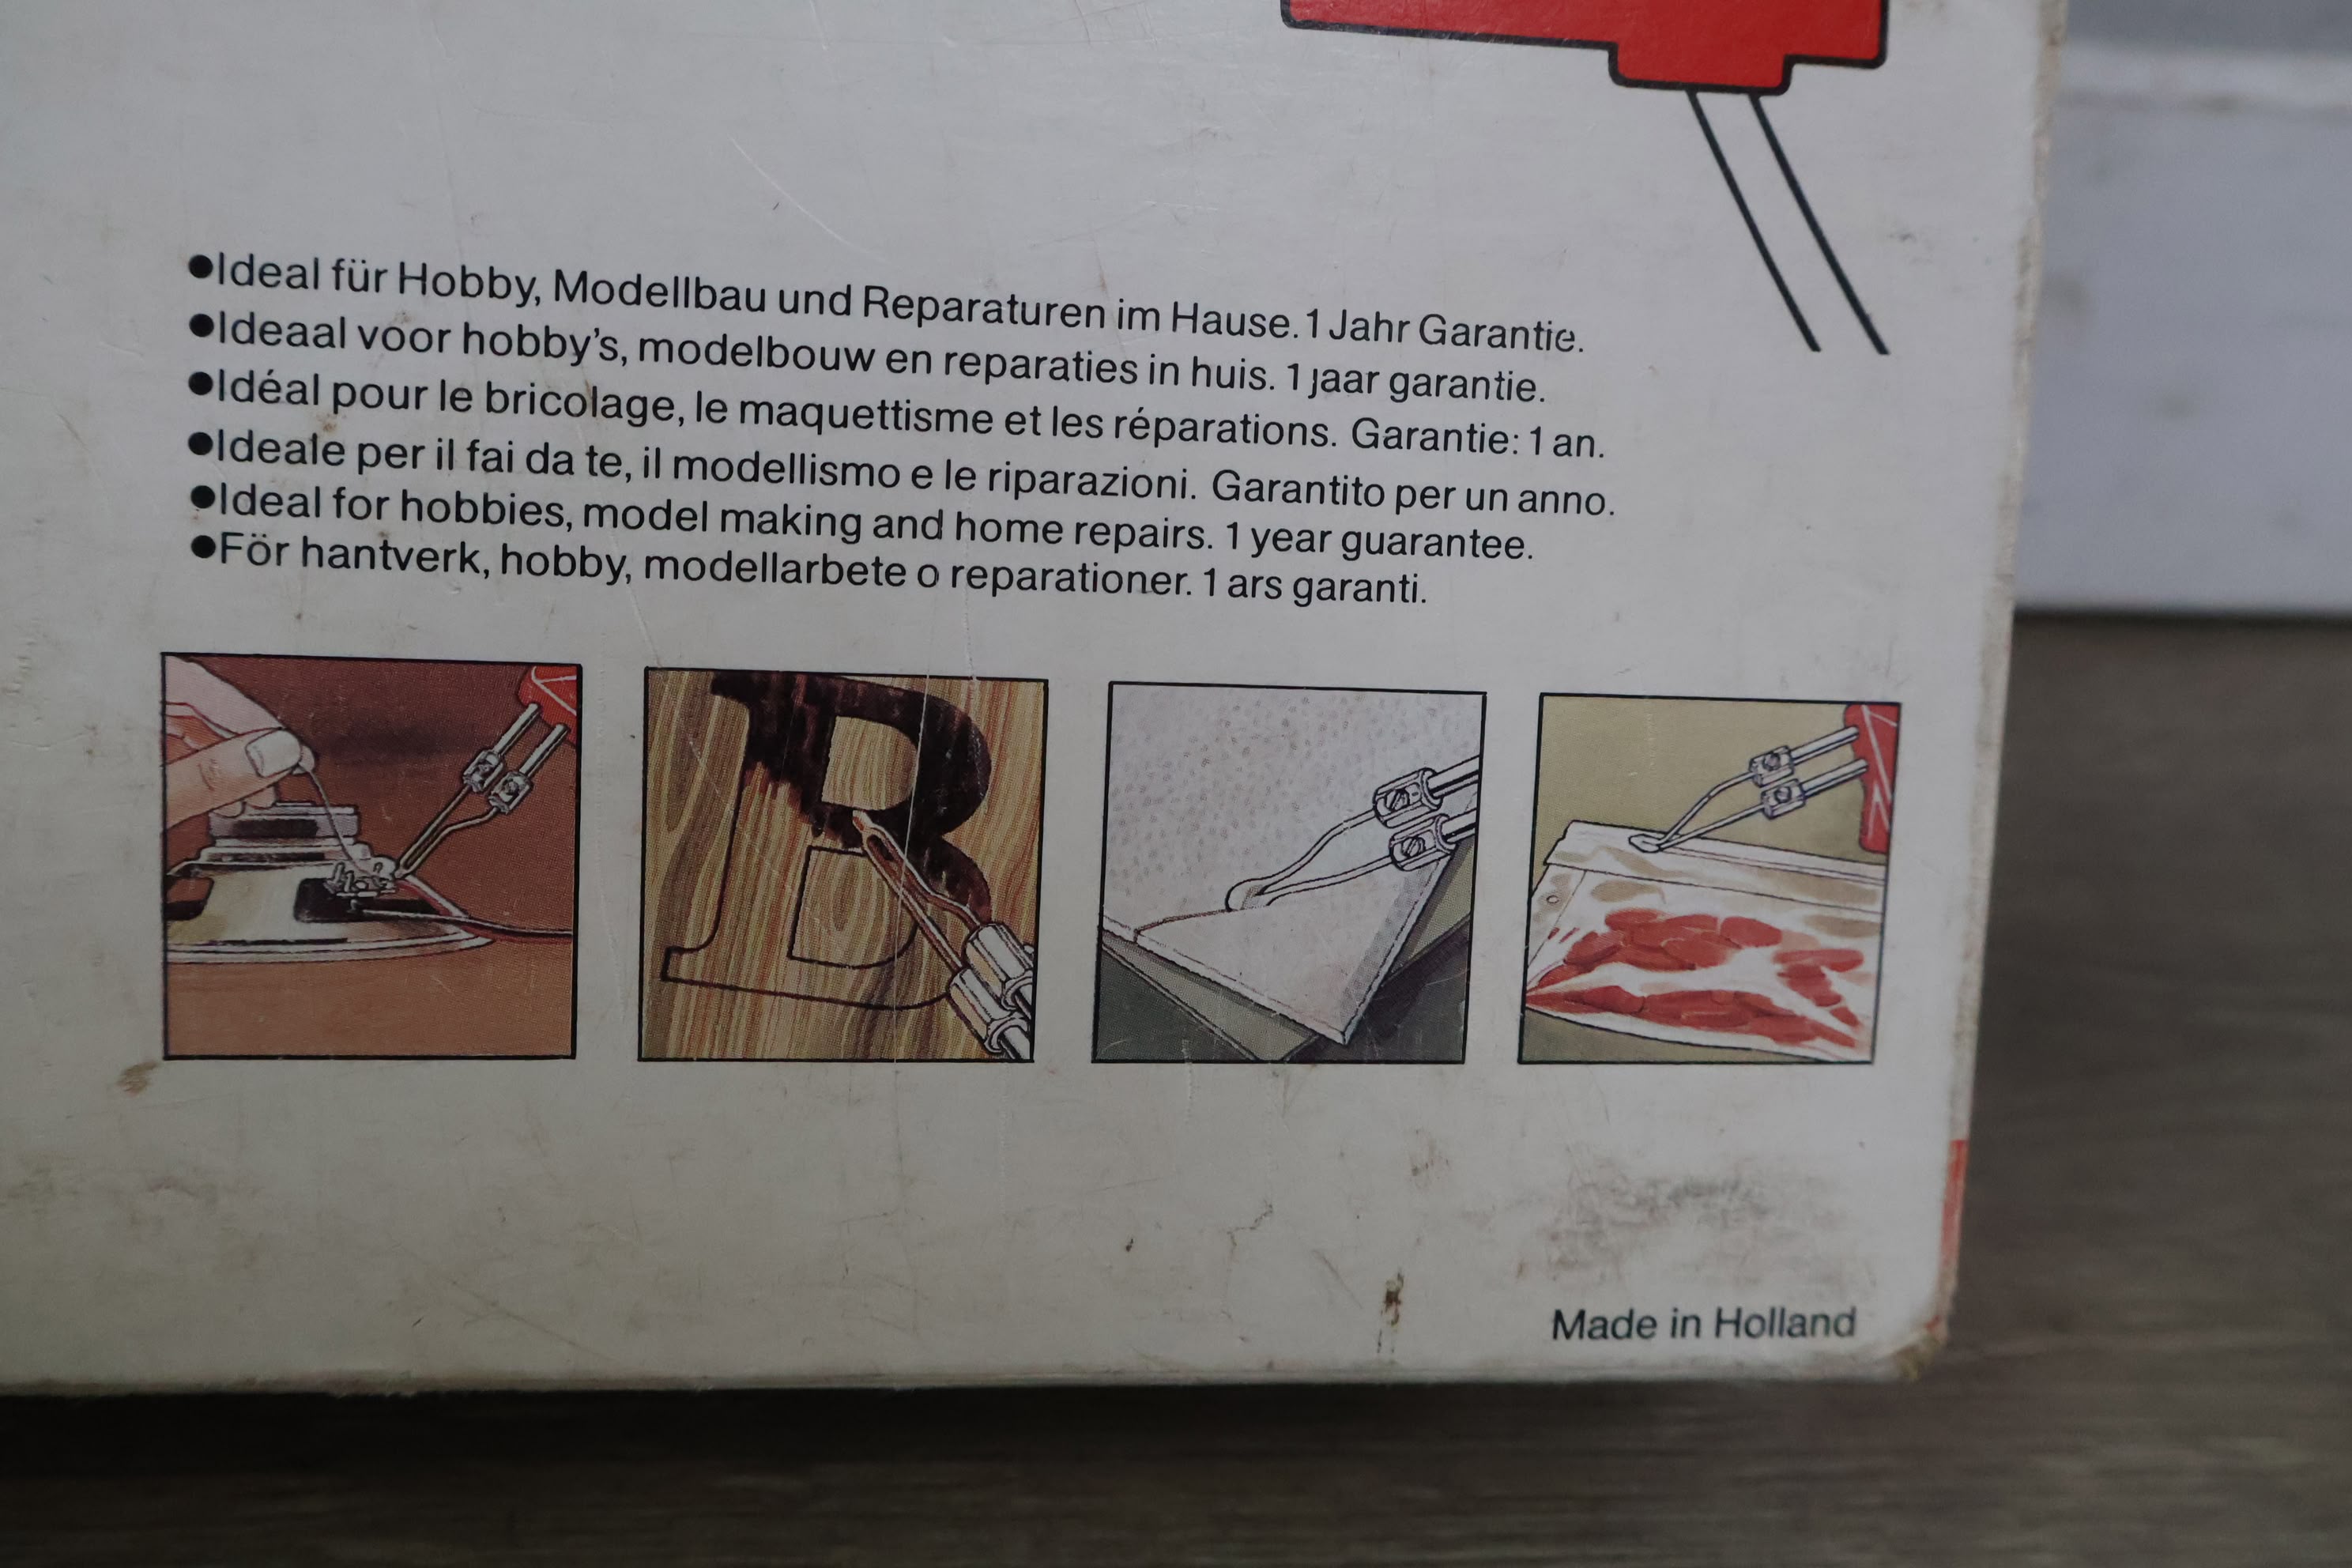 ●Ideal für Hobby, Modellbau und Reparaturen im Hause. 1 Jahr Garantie.
●Ideaal voor hobby's, modelbouw en reparaties in huis. 1 jaar garantie.
●Idéal pour le bricolage, le maquettisme et les réparations. Garantie: 1 an.
●Ideale per il fai da te, il modellismo e le riparazioni. Garantito per un anno.
●Ideal for hobbies, model making and home repairs. 1 year guarantee.
●För hantverk, hobby, modellarbete o reparationer. 1 ars garanti.
B
Made in Holland